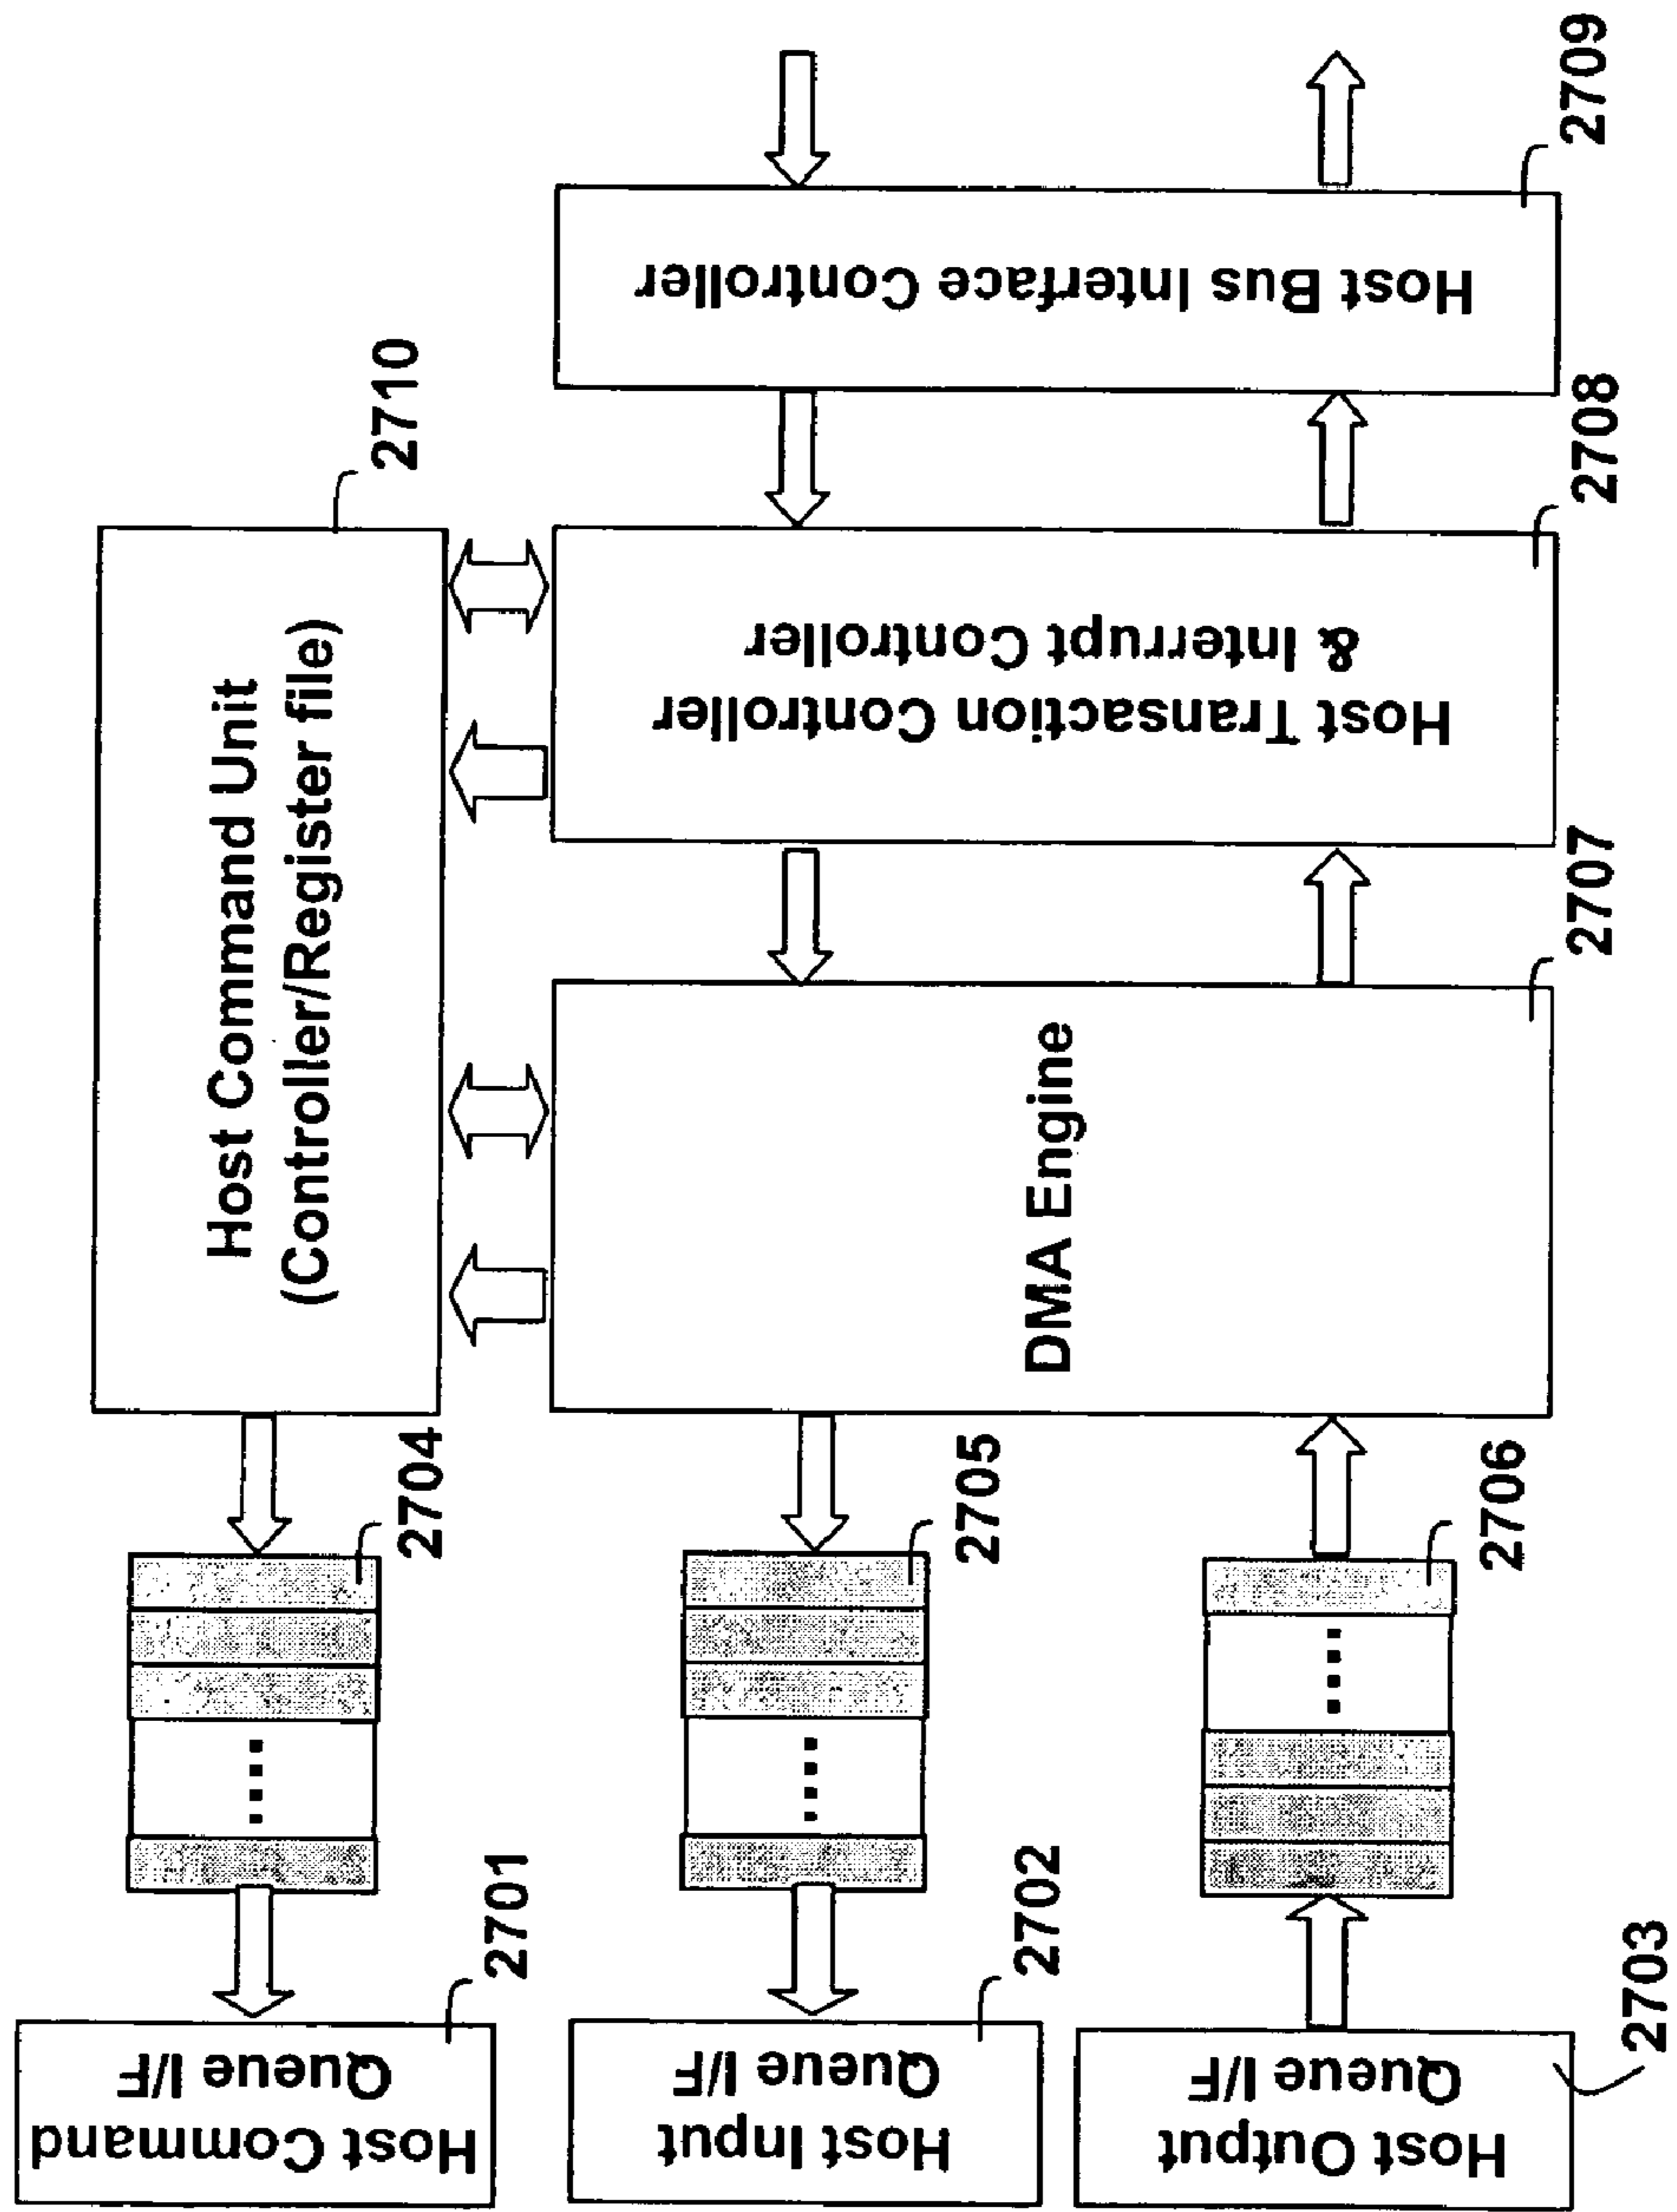 Host Command
Queue I/F
2701
2704
Host Command Unit
(Controller/Register file)
2710
Host Input
Queue I/F
2702
2705
Host Output
Queue I/F
2703
2706
DMA Engine
2707
Host Transaction Controller
& Interrupt Controller
2708
Host Bus Interface Controller
2709